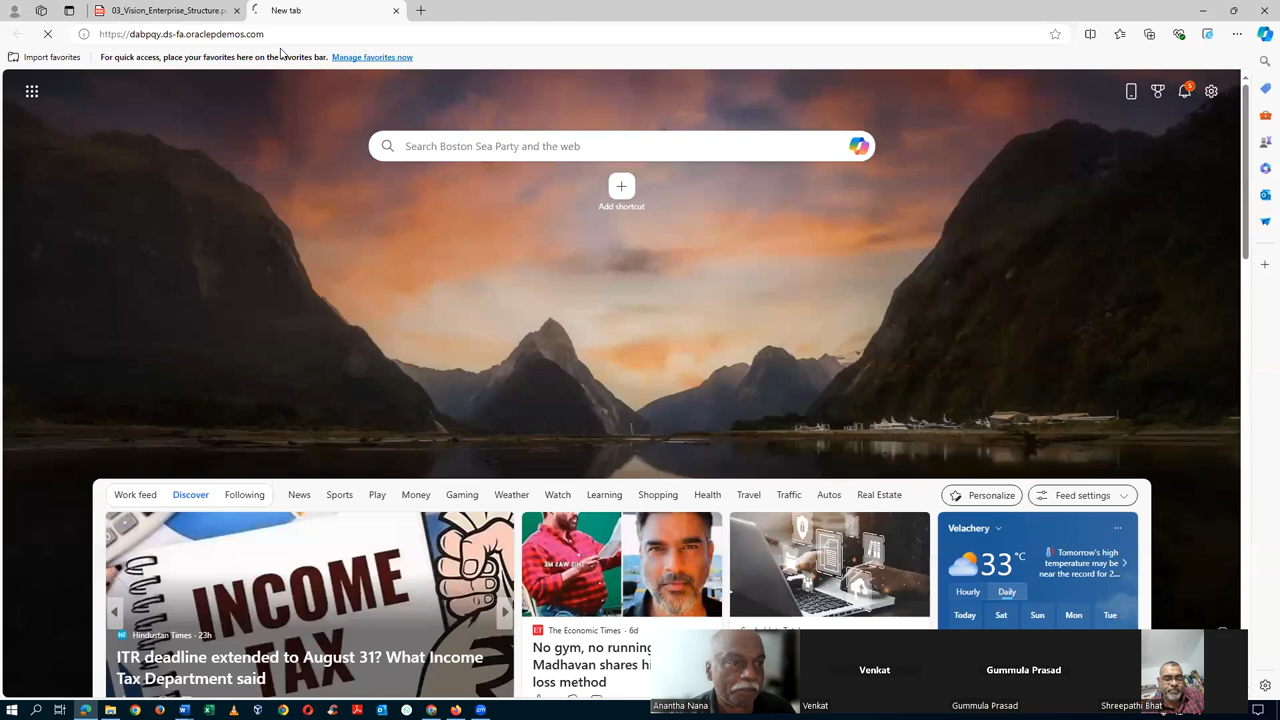 03_Vision_Enterprise_Structure.p
New tab
https://dabpqy.ds-fa.oraclepdemos.com
Import favorites
For quick access, place your favorites here on the favorites bar. Manage favorites now
5
Search Boston Sea Party and the web
Add shortcut
Work feed Discover Following News Sports Play Money Gaming Weather Watch Learning Shopping Health Travel Traffic Autos Real Estate
Personalize
Feed settings
INCOME
TAX
Hindustan Times · 23h
ITR deadline extended to August 31? What Income
Tax Department said
ET The Economic Times · 6d
No gym, no running
Madhavan shares hi
loss method
Velachery
33 °C
Tomorrow's high
temperature may be
near the record for 2...
Hourly Daily
Today Sat Sun Mon Tue
Anantha Nana
Venkat
Venkat
Gummula Prasad
Gummula Prasad
Shreepathi Bhat